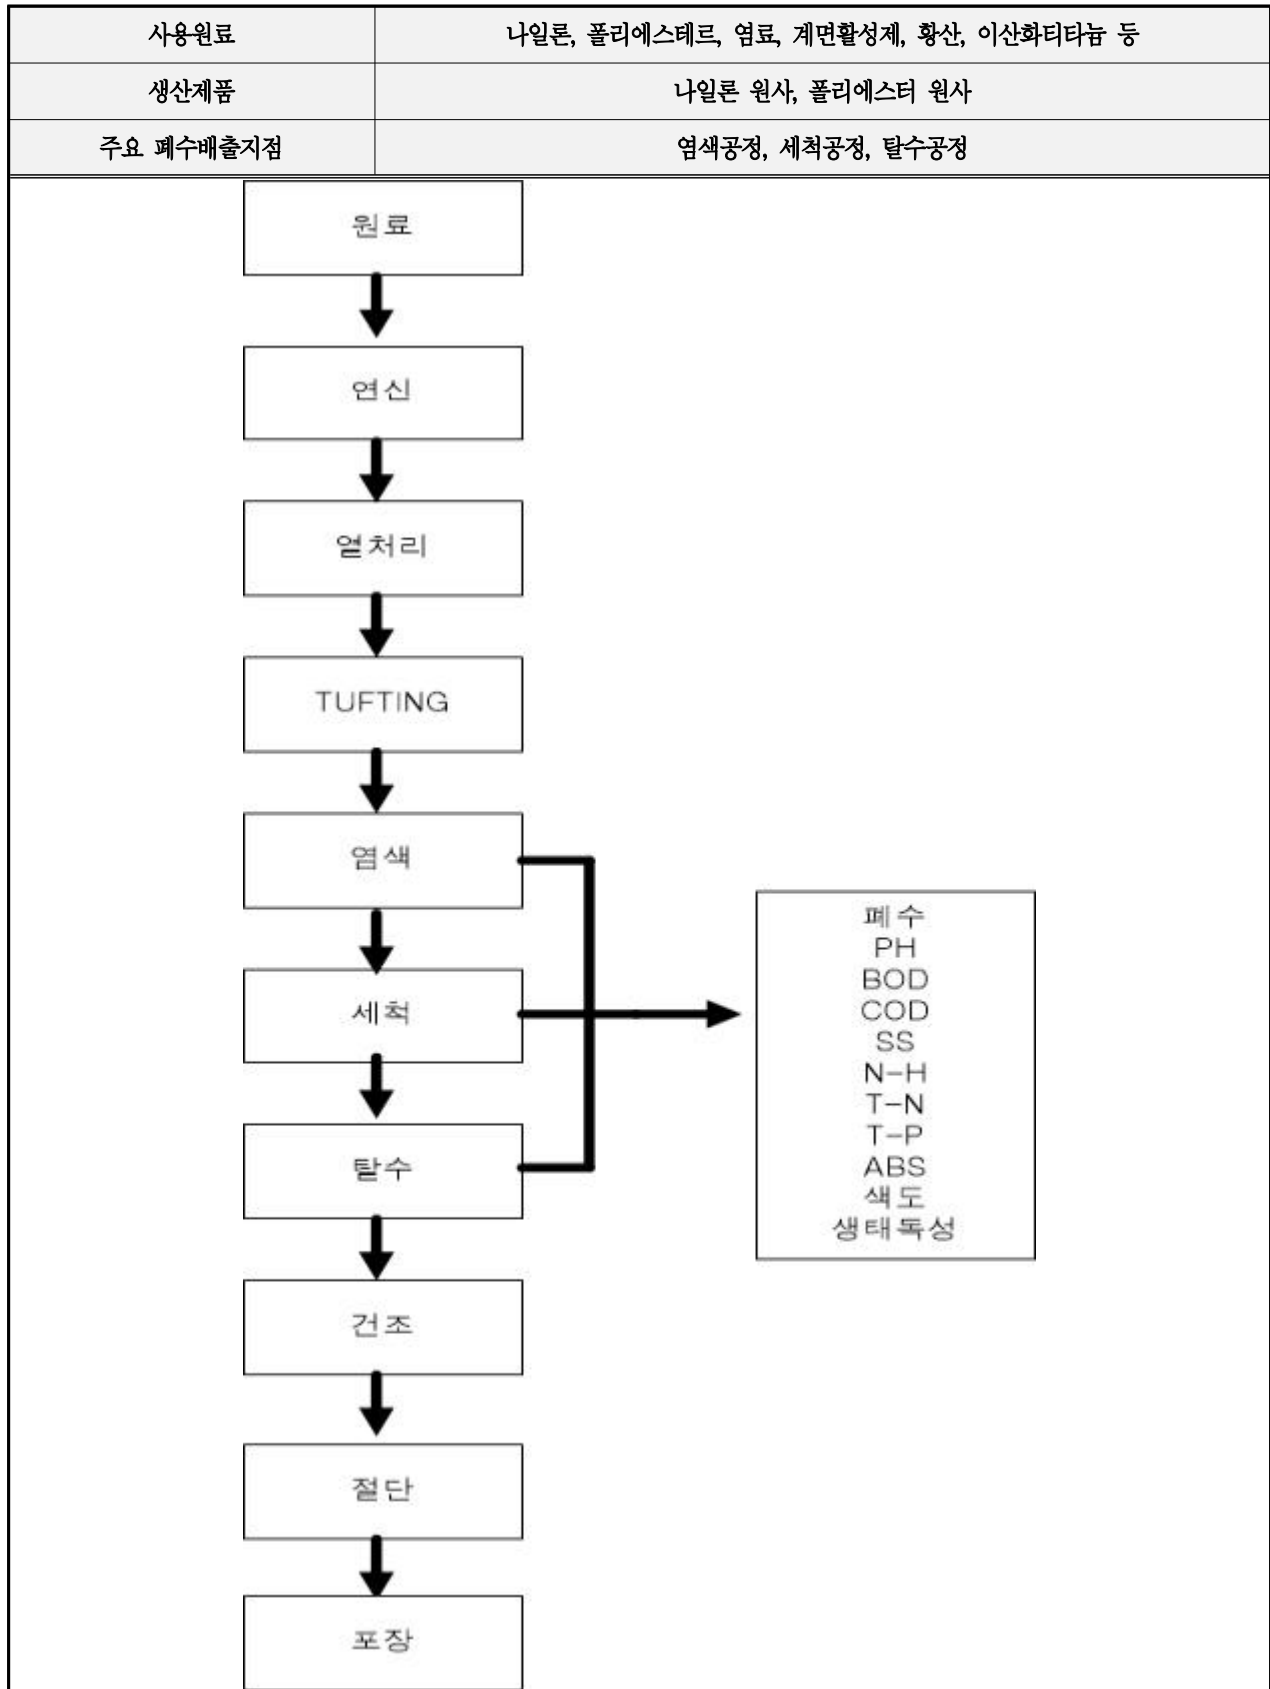 사용원료 나일론, 폴리에스테르, 염료, 계면활성제, 황산, 이산화티타늄 등
생산제품 나일론 원사, 폴리에스터 원사
주요 폐수배출지점 염색공정, 세척공정, 탈수공정
원료
연신
열처리
TUFTING
염색
세척
탈수
건조
절단
포장
폐수
PH
BOD
COD
SS
N-H
T-N
T-P
ABS
색도
생태독성